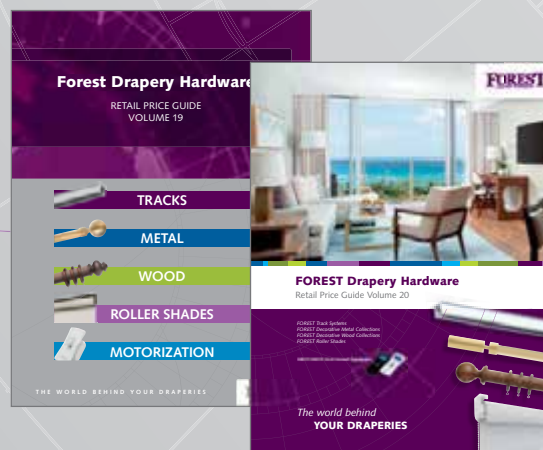 Forest Drapery Hardware
RETAIL PRICE GUIDE
VOLUME 19
TRACKS
METAL
WOOD
ROLLER SHADES
MOTORIZATION
THE WORLD BEHIND YOUR DRAPERIES
FOREST
FOREST Drapery Hardware
Retail Price Guide Volume 20
FOREST Track Systems
FOREST Decorative Metal Collections
FOREST Decorative Wood Collections
FOREST Roller Shades
The world behind
YOUR DRAPERIES